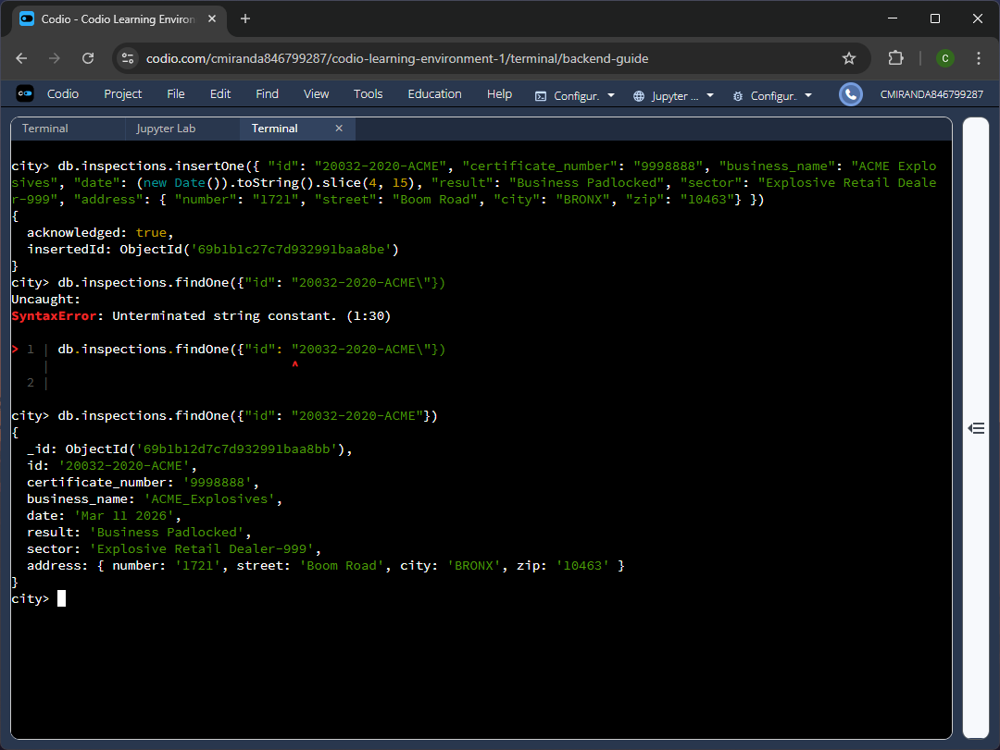 Codio - Codio Learning Environ
codio.com/cmiranda846799287/codio-learning-environment-1/terminal/backend-guide
C
Codio Project File Edit Find View Tools Education Help Configur. Jupyter ... Configur. CMIRANDA846799287
Terminal Jupyter Lab Terminal
city> db.inspections.insertOne({ "id": "20032-2020-ACME", "certificate_number": "9998888", "business_name": "ACME Explo
sives", "date": (new Date()).toString().slice(4, 15), "result": "Business Padlocked", "sector": "Explosive Retail Deale
r-999", "address": { "number": "1721", "street": "Boom Road", "city": "BRONX", "zip": "10463"} })
{
  acknowledged: true,
  insertedId: ObjectId('69b1b1c27c7d932991baa8be')
}
city> db.inspections.findOne({"id": "20032-2020-ACME\"})
Uncaught:
SyntaxError: Unterminated string constant. (1:30)
> 1 | db.inspections.findOne({"id": "20032-2020-ACME\"})
    |                               ^
  2 |
city> db.inspections.findOne({"id": "20032-2020-ACME"})
{
  _id: ObjectId('69b1b12d7c7d932991baa8bb'),
  id: '20032-2020-ACME',
  certificate_number: '9998888',
  business_name: 'ACME_Explosives',
  date: 'Mar 11 2026',
  result: 'Business Padlocked',
  sector: 'Explosive Retail Dealer-999',
  address: { number: '1721', street: 'Boom Road', city: 'BRONX', zip: '10463' }
}
city>